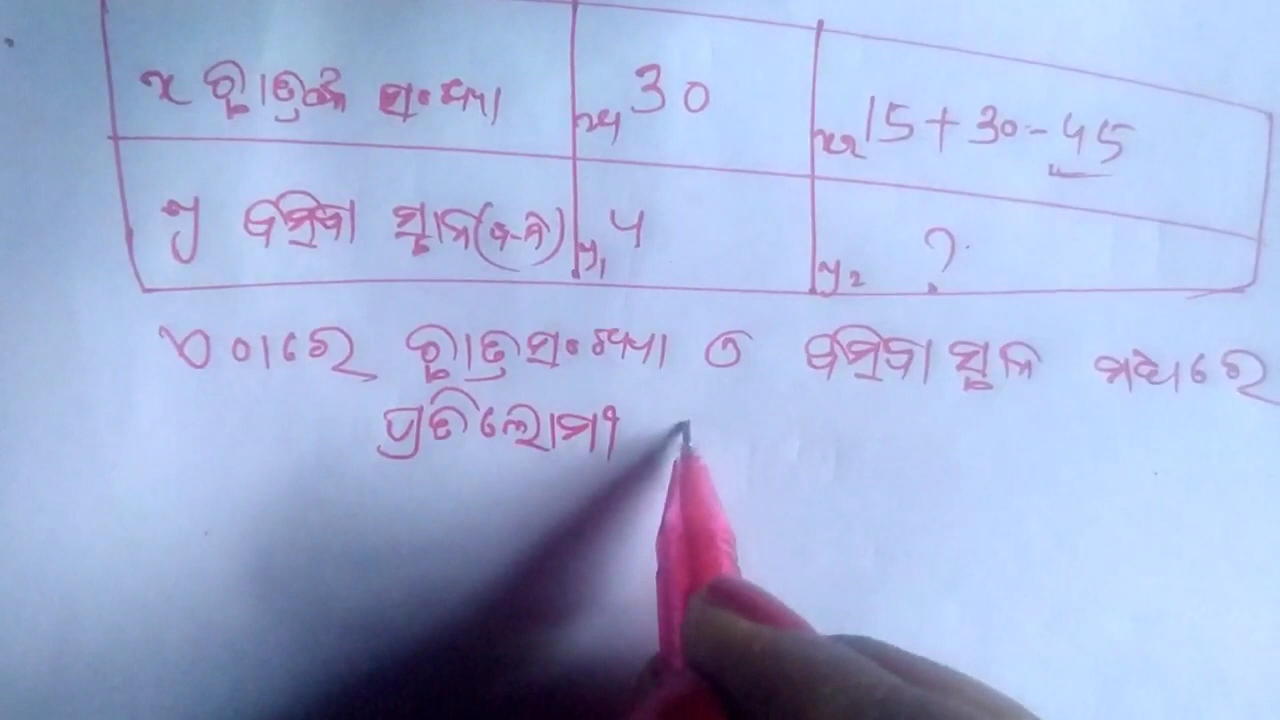 x ଛାତ୍ରଙ୍କ ସଂଖ୍ୟା x1 30 x2 15+30-45
y ବସିବା ସ୍ଥାନ(ବ-ମି) y1 4 y2 ?
ଏଠାରେ ଛାତ୍ରସଂଖ୍ୟା ଓ ବସିବା ସ୍ଥାନ ମଧ୍ୟରେ
ପ୍ରତିଲୋମୀ